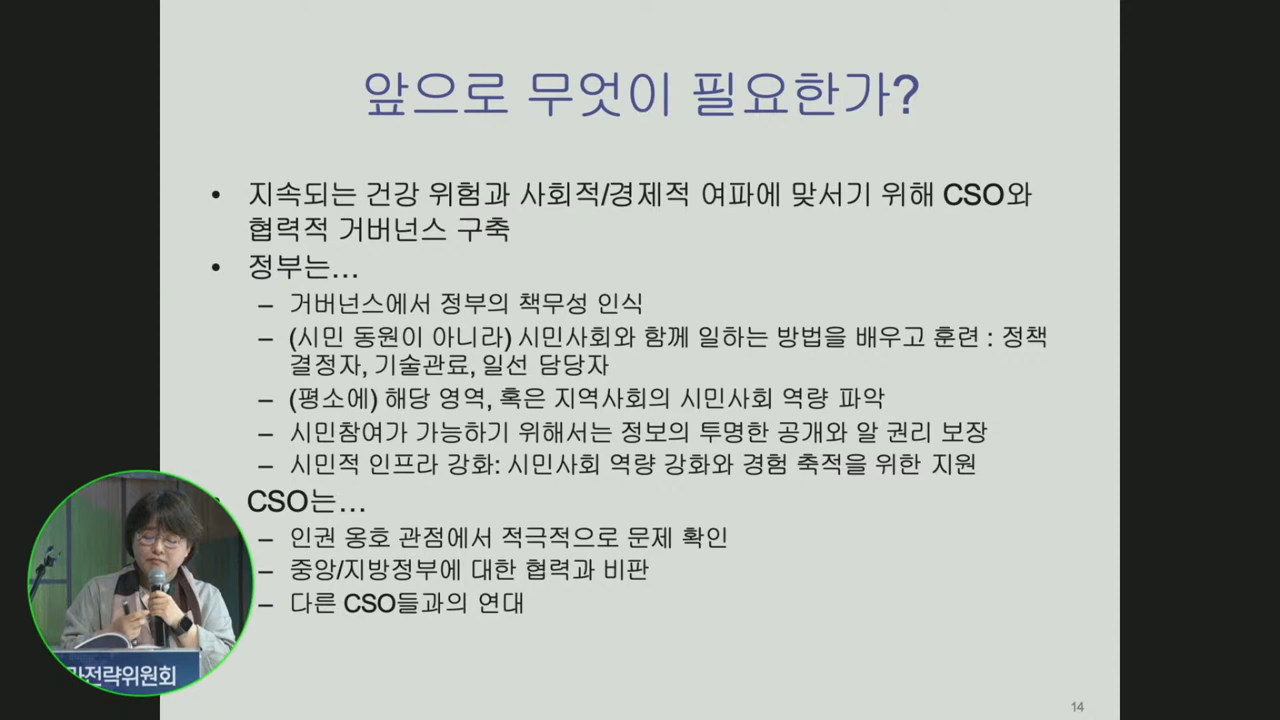 앞으로 무엇이 필요한가?
• 지속되는 건강 위험과 사회적/경제적 여파에 맞서기 위해 CSO와
협력적 거버넌스 구축
• 정부는…
– 거버넌스에서 정부의 책무성 인식
– (시민 동원이 아니라) 시민사회와 함께 일하는 방법을 배우고 훈련 : 정책
결정자, 기술관료, 일선 담당자
– (평소에) 해당 영역, 혹은 지역사회의 시민사회 역량 파악
– 시민참여가 가능하기 위해서는 정보의 투명한 공개와 알 권리 보장
– 시민적 인프라 강화: 시민사회 역량 강화와 경험 축적을 위한 지원
• CSO는…
– 인권 옹호 관점에서 적극적으로 문제 확인
– 중앙/지방정부에 대한 협력과 비판
– 다른 CSO들과의 연대
전략위원회
14